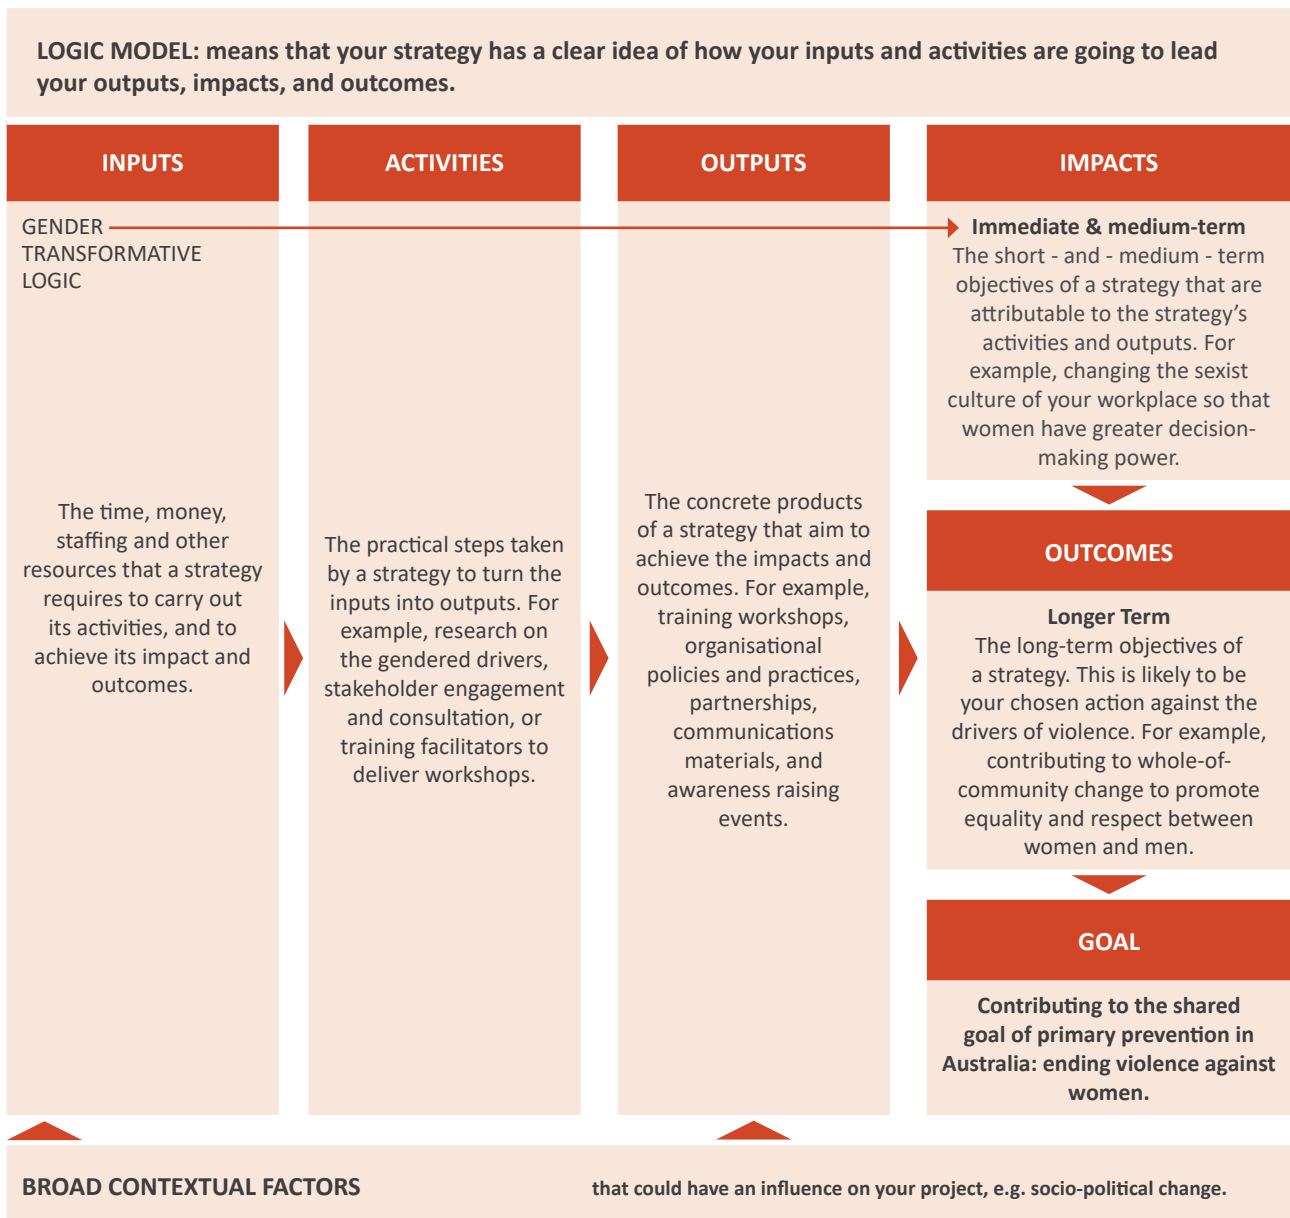 LOGIC MODEL: means that your strategy has a clear idea of how your inputs and activities are going to lead
your outputs, impacts, and outcomes.
INPUTS
GENDER
TRANSFORMATIVE
LOGIC
The time, money,
staffing and other
resources that a strategy
requires to carry out
its activities, and to
achieve its impact and
outcomes.
ACTIVITIES
The practical steps taken
by a strategy to turn the
inputs into outputs. For
example, research on
the gendered drivers,
stakeholder engagement
and consultation, or
training facilitators to
deliver workshops.
OUTPUTS
The concrete products
of a strategy that aim to
achieve the impacts and
outcomes. For example,
training workshops,
organisational
policies and practices,
partnerships,
communications
materials, and
awareness raising
events.
IMPACTS
Immediate & medium-term
The short - and - medium - term
objectives of a strategy that are
attributable to the strategy’s
activities and outputs. For
example, changing the sexist
culture of your workplace so that
women have greater decision-
making power.
OUTCOMES
Longer Term
The long-term objectives of
a strategy. This is likely to be
your chosen action against the
drivers of violence. For example,
contributing to whole-of-
community change to promote
equality and respect between
women and men.
GOAL
Contributing to the shared
goal of primary prevention in
Australia: ending violence against
women.
BROAD CONTEXTUAL FACTORS
that could have an influence on your project, e.g. socio-political change.